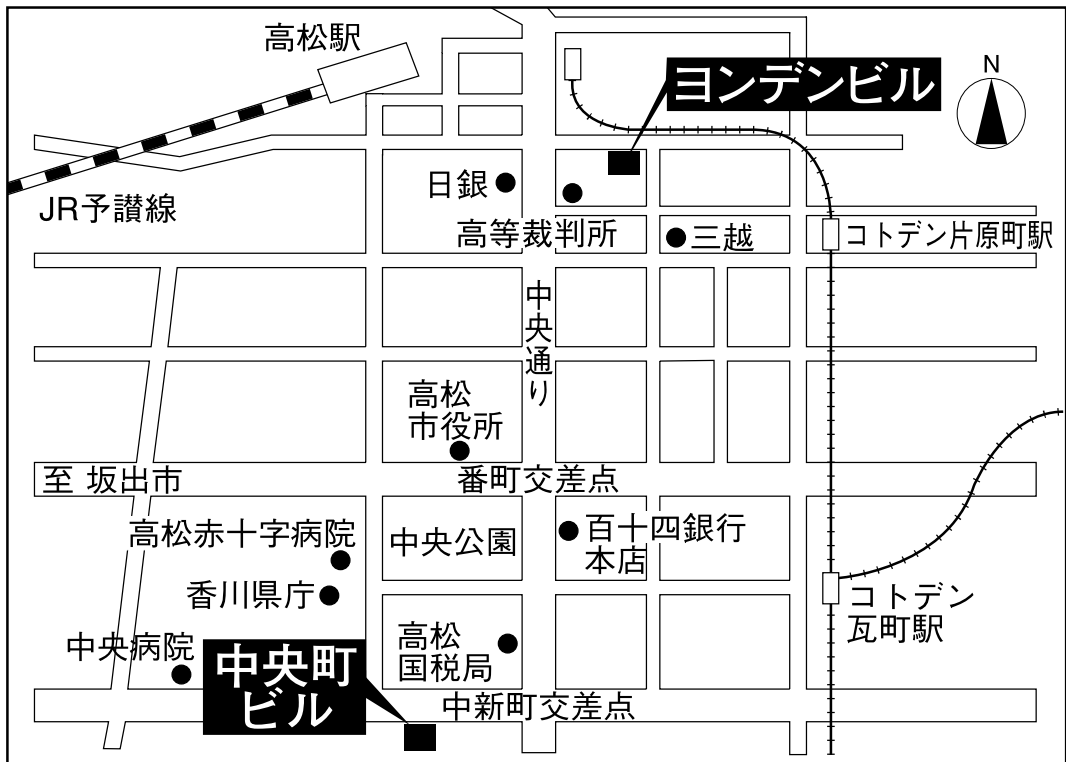 高松駅
N
ヨンデンビル
日銀
JR予讃線
高等裁判所
三越
コトデン片原町駅
中央通り
高松
市役所
至 坂出市
番町交差点
高松赤十字病院
中央公園
百十四銀行
本店
香川県庁
コトデン
瓦町駅
中央病院
高松
国税局
中央町
ビル
中新町交差点